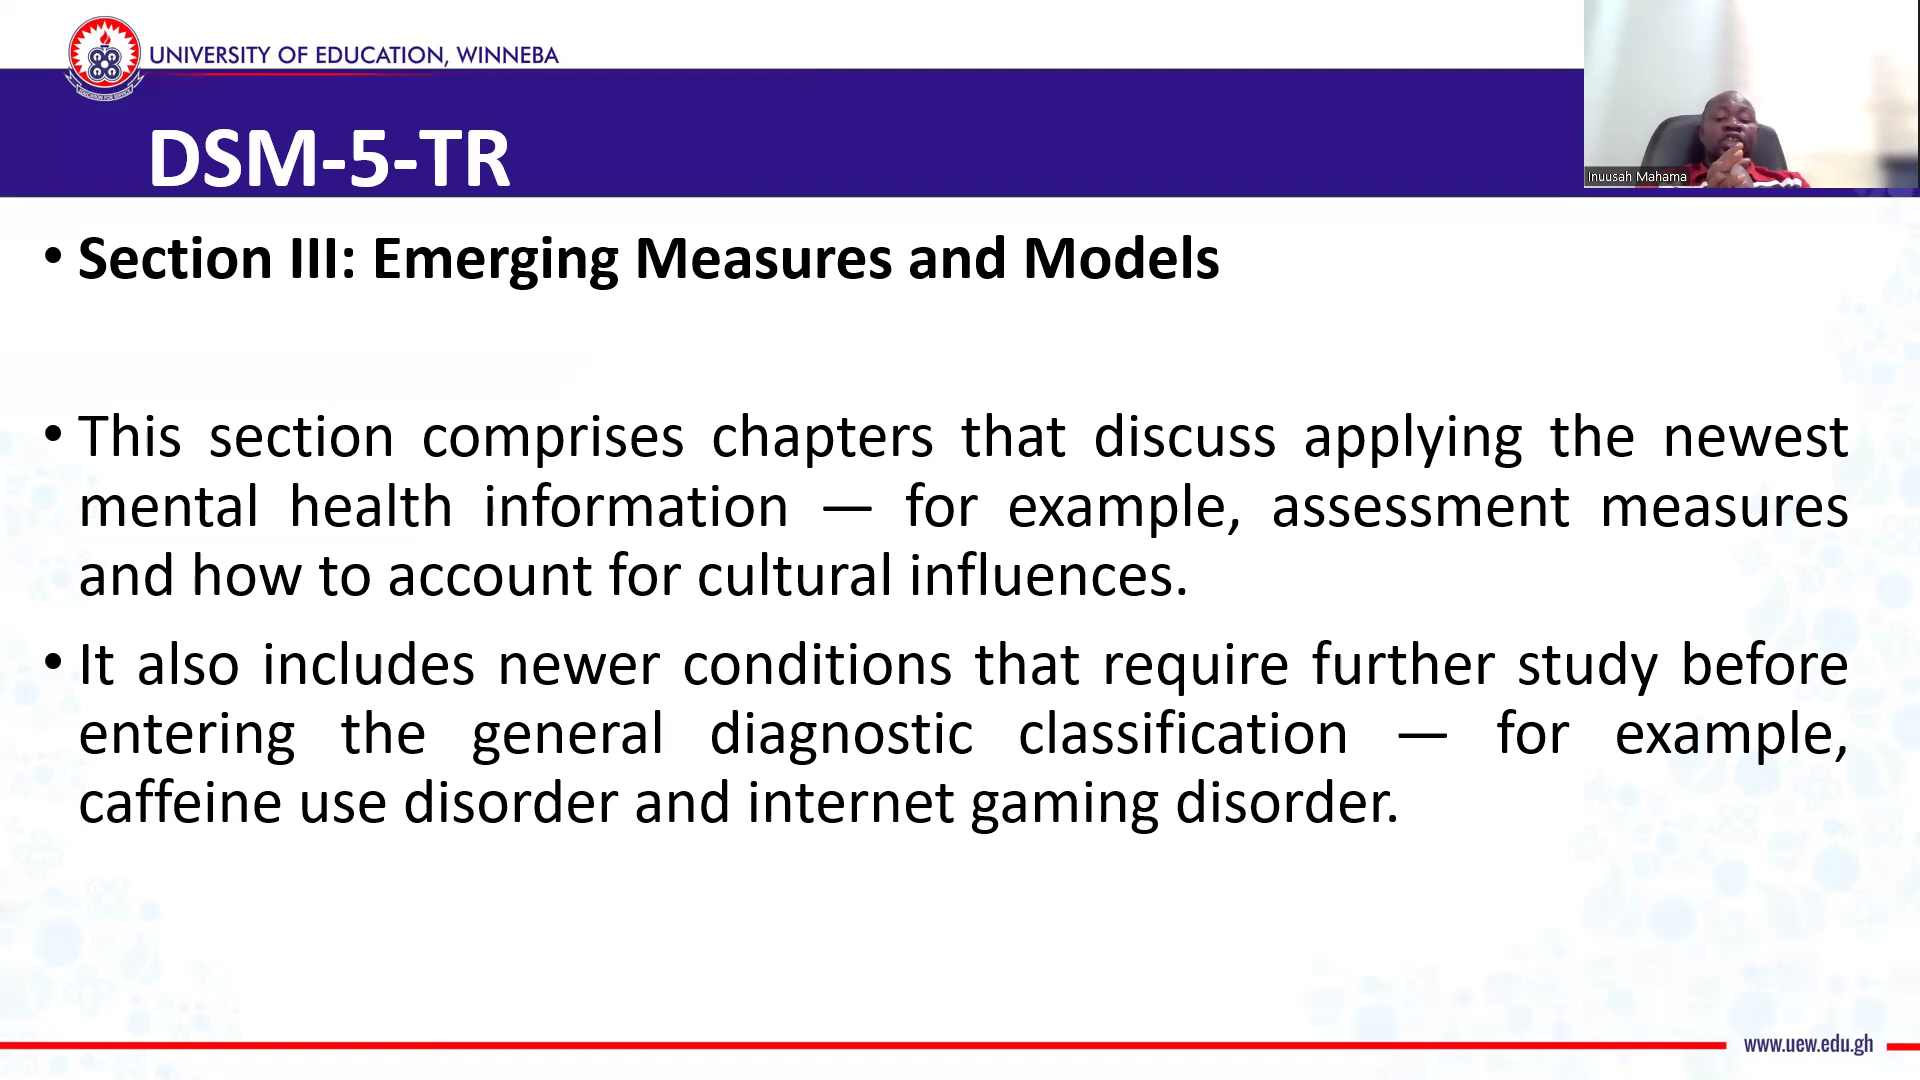 UNIVERSITY OF EDUCATION, WINNEBA
EDUCATION FOR SERVICE
DSM-5-TR
Inuusah Mahama
• Section III: Emerging Measures and Models
• This section comprises chapters that discuss applying the newest
mental health information — for example, assessment measures
and how to account for cultural influences.
• It also includes newer conditions that require further study before
entering the general diagnostic classification — for example,
caffeine use disorder and internet gaming disorder.
www.uew.edu.gh